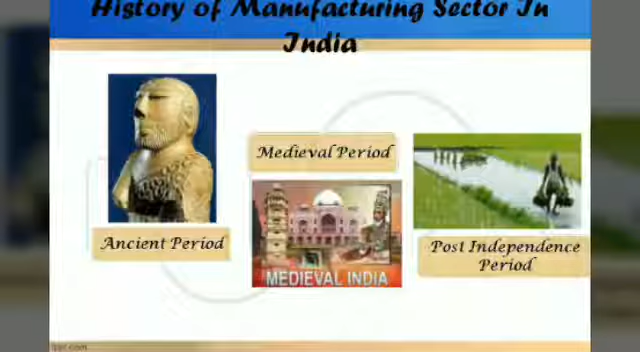 History of Manufacturing Sector In
India
Medieval Period
Ancient Period
MEDIEVAL INDIA
Post Independence
Period